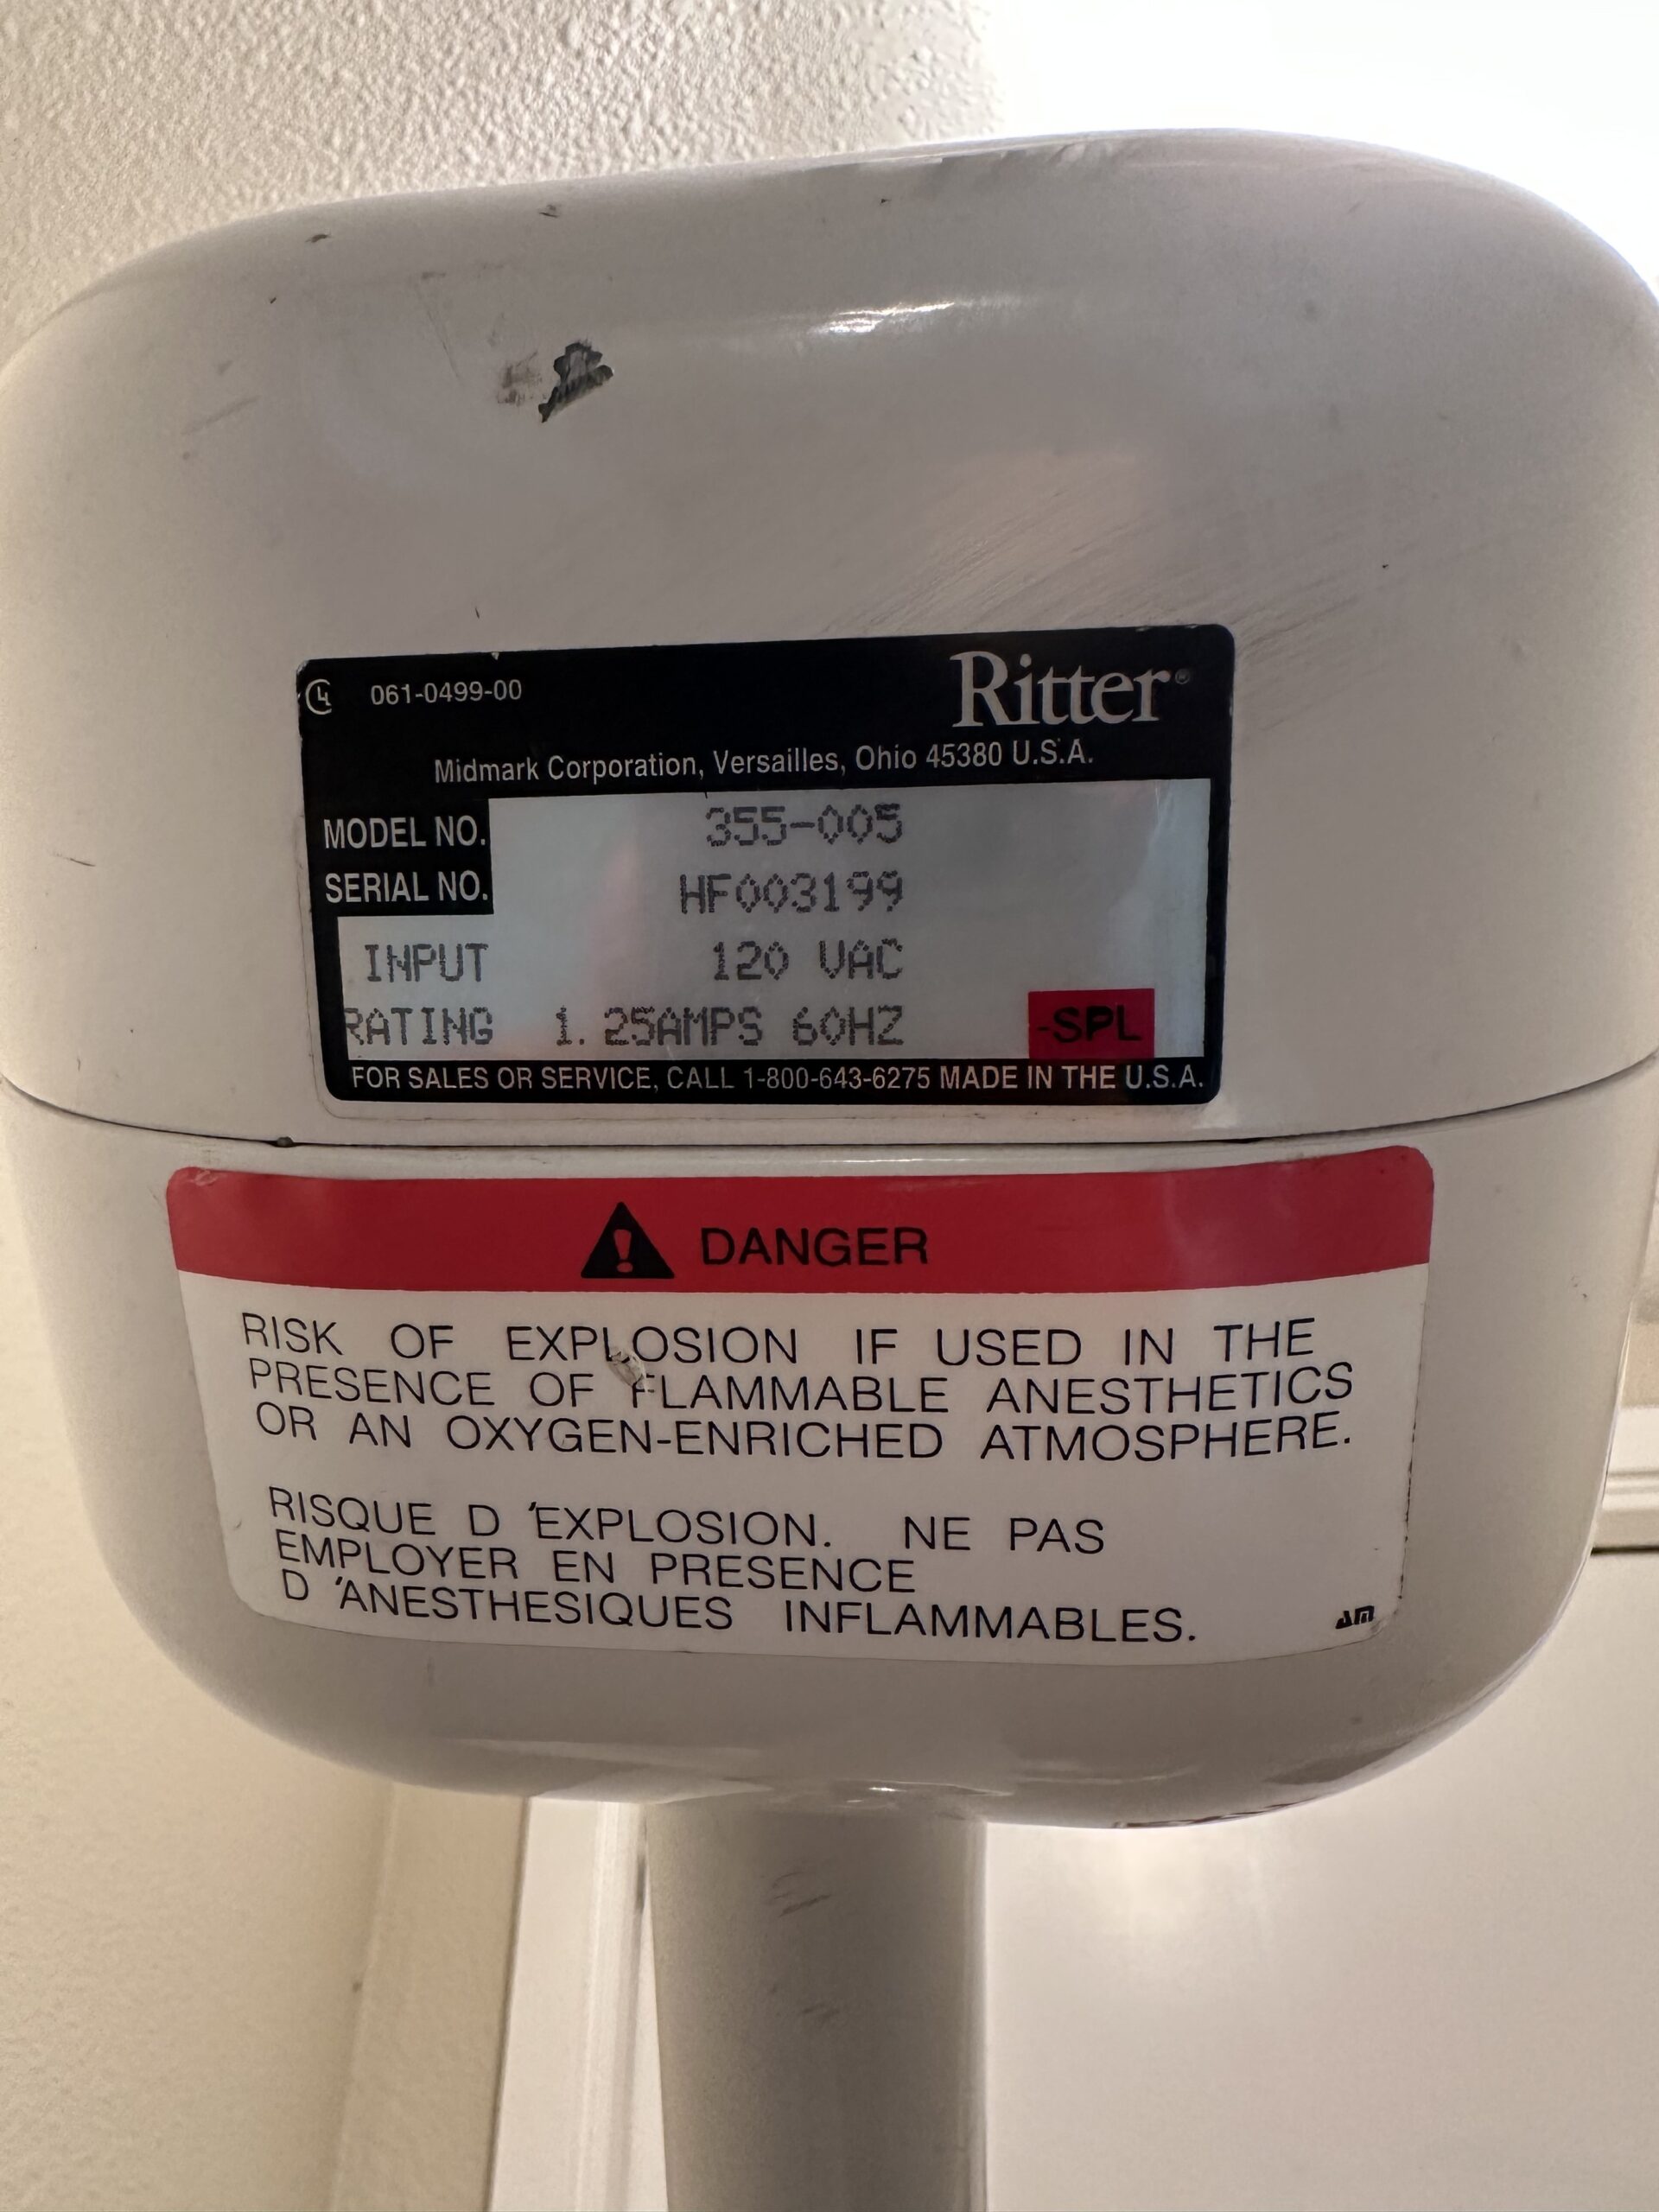 061-0499-00
Ritter®
Midmark Corporation, Versailles, Ohio 45380 U.S.A.
MODEL NO. 355-005
SERIAL NO. HF003199
INPUT 120 VAC
RATING 1.25AMPS 60HZ -SPL
FOR SALES OR SERVICE, CALL 1-800-643-6275 MADE IN THE U.S.A.
DANGER
RISK OF EXPLOSION IF USED IN THE
PRESENCE OF FLAMMABLE ANESTHETICS
OR AN OXYGEN-ENRICHED ATMOSPHERE.
RISQUE D 'EXPLOSION. NE PAS
EMPLOYER EN PRESENCE
D 'ANESTHESIQUES INFLAMMABLES.